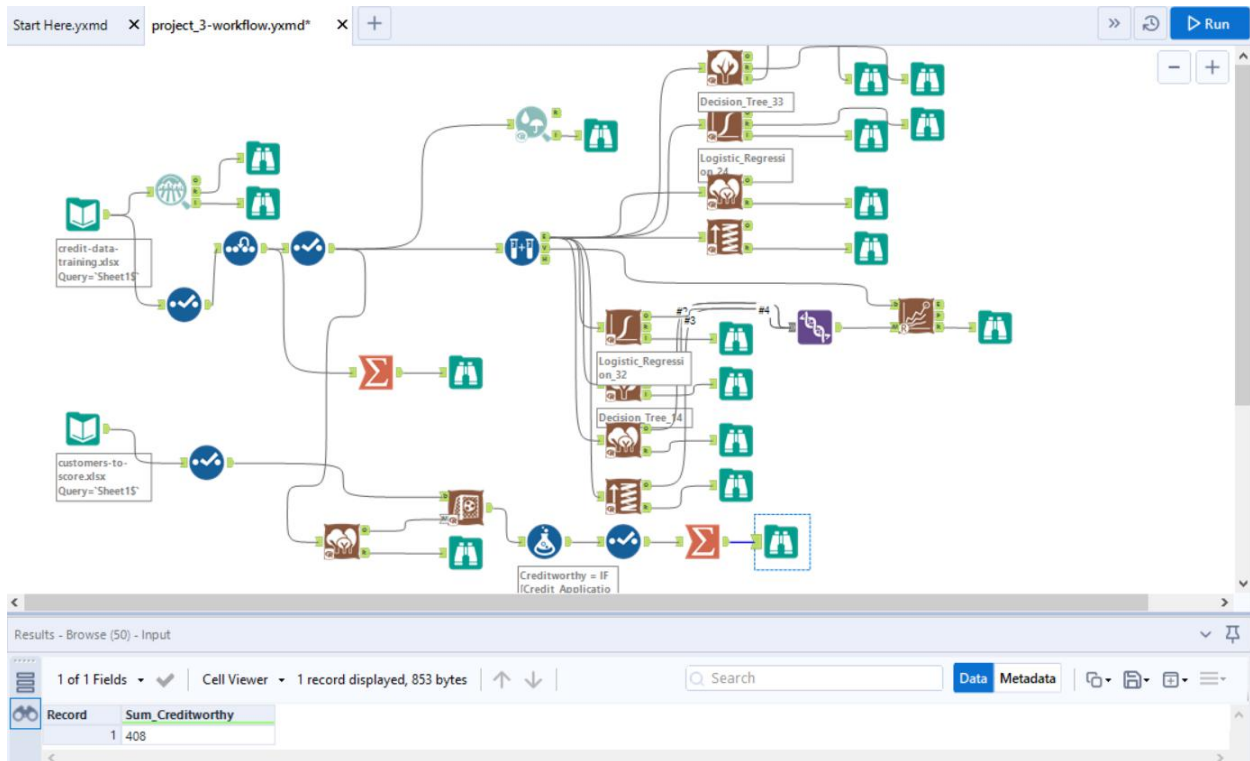 Start Here.yxmd
project_3-workflow.yxmd*
Run
Decision_Tree_33
Logistic_Regressi
on_24
credit-data-
training.xlsx
Query=`Sheet1$`
#3
#4
Logistic_Regressi
on_32
Decision_Tree_14
customers-to-
score.xlsx
Query=`Sheet1$`
Creditworthy = IF
[Credit_Applicatio
Results - Browse (50) - Input
1 of 1 Fields
Cell Viewer
1 record displayed, 853 bytes
Search
Data
Metadata
Record Sum_Creditworthy
1 408